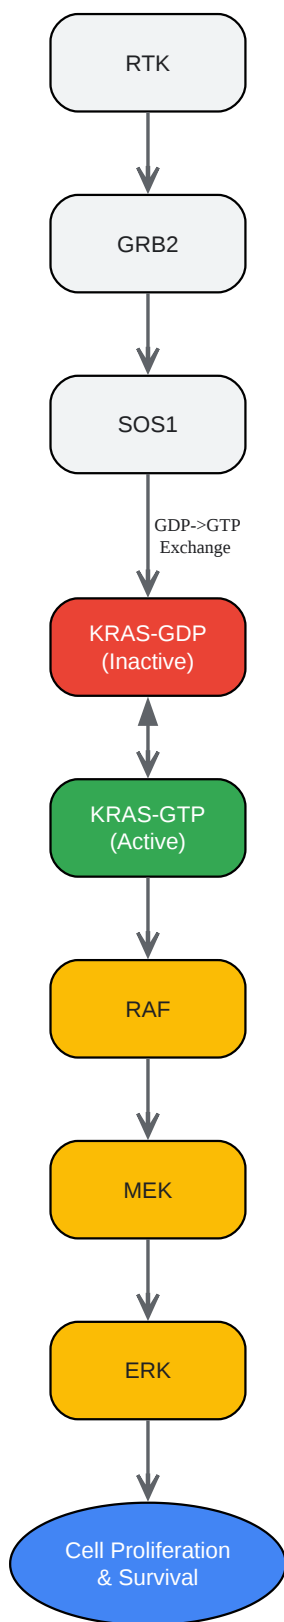 RTK
GRB2
SOS1
GDP->GTP
Exchange
KRAS-GDP
(Inactive)
KRAS-GTP
(Active)
RAF
MEK
ERK
Cell Proliferation
& Survival